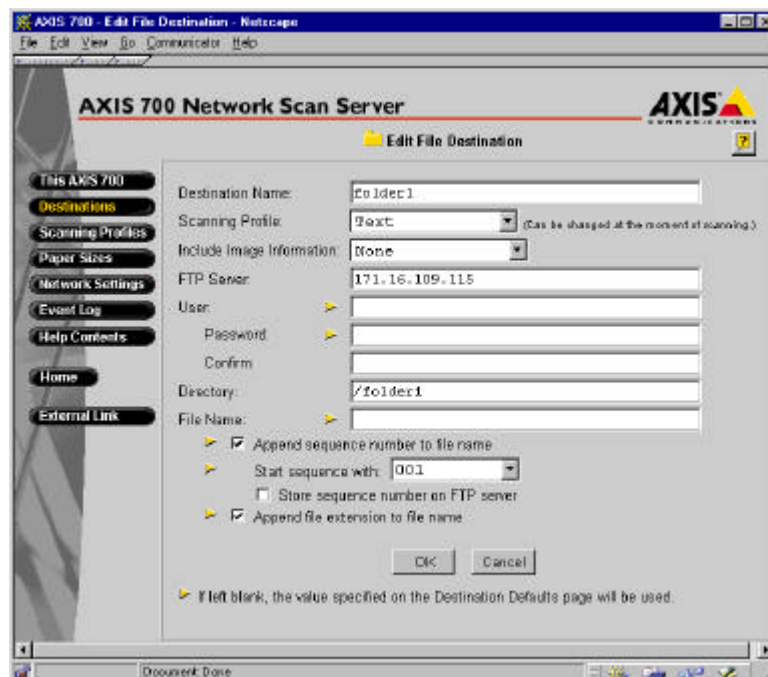 AXIS 700 - Edit File Destination - Netscape
File Edit View Go Communicator Help
AXIS 700 Network Scan Server
AXIS
COMMUNICATIONS
Edit File Destination
?
This AXIS 700
Destinations
Scanning Profiles
Paper Sizes
Network Settings
Event Log
Help Contents
Home
External Link
Destination Name: folder1
Scanning Profile: Text (Can be changed at the moment of scanning.)
Include Image Information: None
FTP Server: 171.16.109.115
User:
Password:
Confirm
Directory: /folder1
File Name:
Append sequence number to file name
Start sequence with: 001
Store sequence number on FTP server
Append file extension to file name
OK Cancel
If left blank, the value specified on the Destination Defaults page will be used.
Document: Done